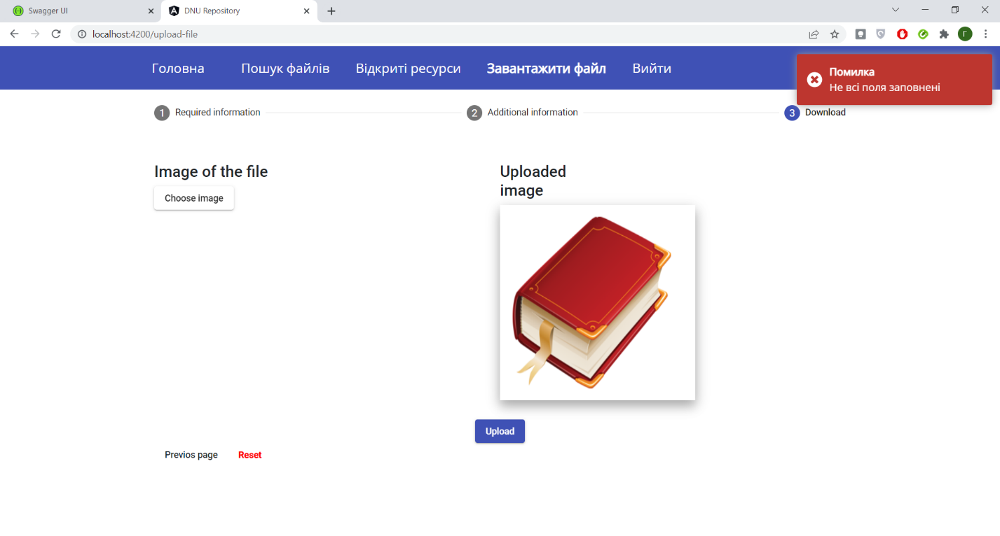 Swagger UI
DNU Repository
localhost:4200/upload-file
Г
Головна Пошук файлів Відкриті ресурси Завантажити файл Вийти
Помилка
Не всі поля заповнені
1 Required information 2 Additional information 3 Download
Image of the file
Choose image
Uploaded
image
Upload
Previos page Reset